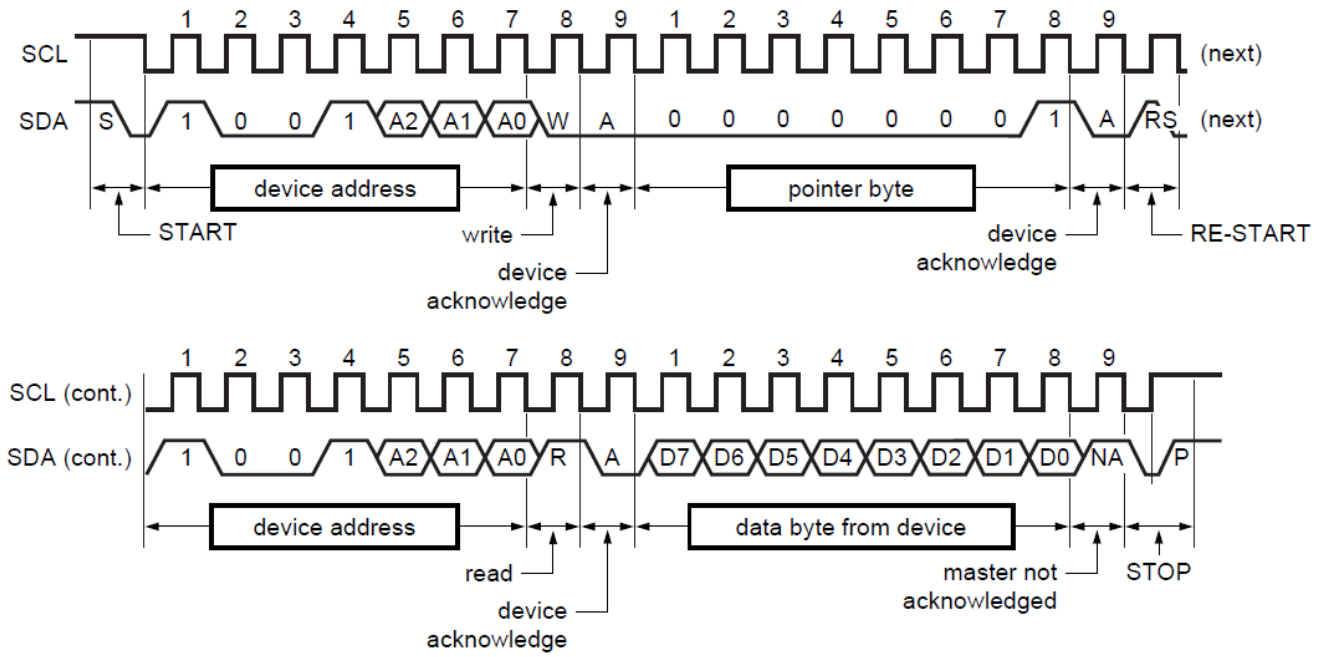 1 2 3 4 5 6 7 8 9 1 2 3 4 5 6 7 8 9
SCL (next)
SDA S 1 0 0 1 A2 A1 A0 W A 0 0 0 0 0 0 0 1 A RS (next)
device address pointer byte
START write device RE-START
acknowledge
device
acknowledge
1 2 3 4 5 6 7 8 9 1 2 3 4 5 6 7 8 9
SCL (cont.)
SDA (cont.) 1 0 0 1 A2 A1 A0 R A D7 D6 D5 D4 D3 D2 D1 D0 NA P
device address data byte from device
read master not STOP
acknowledged
device
acknowledge